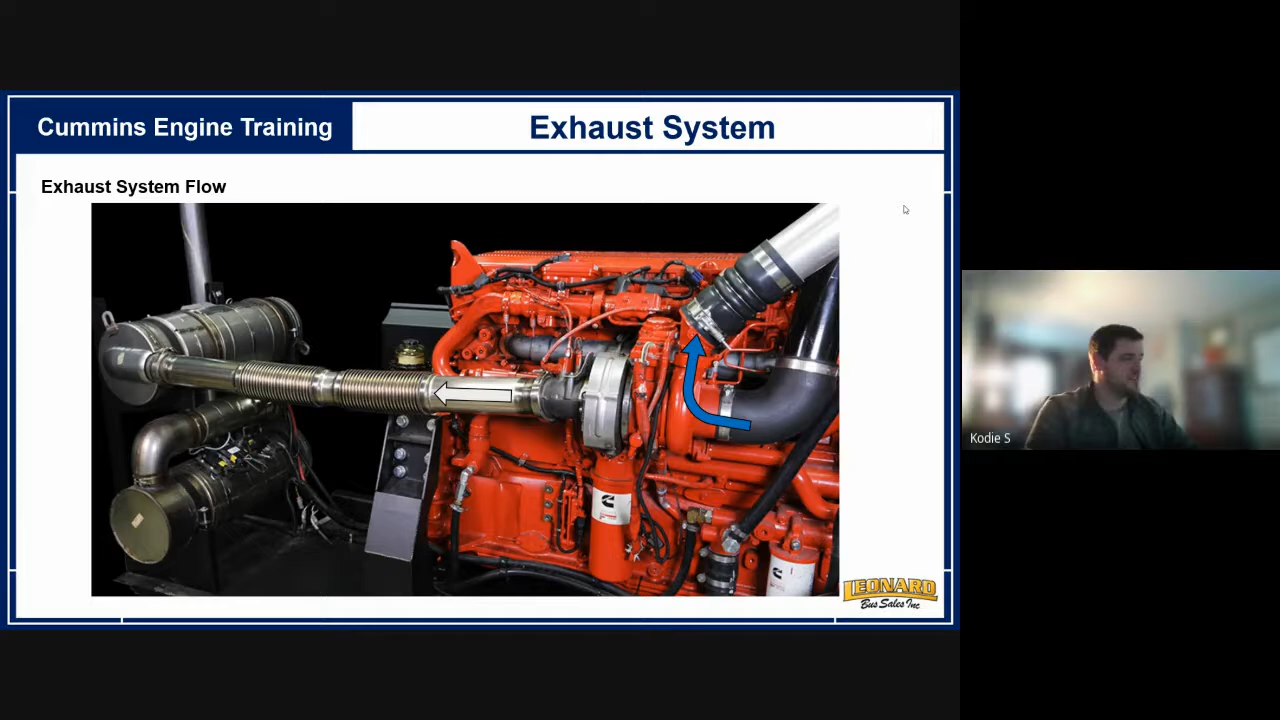 Cummins Engine Training
Exhaust System
Exhaust System Flow
LEONARD
Bus Sales Inc
Kodie S